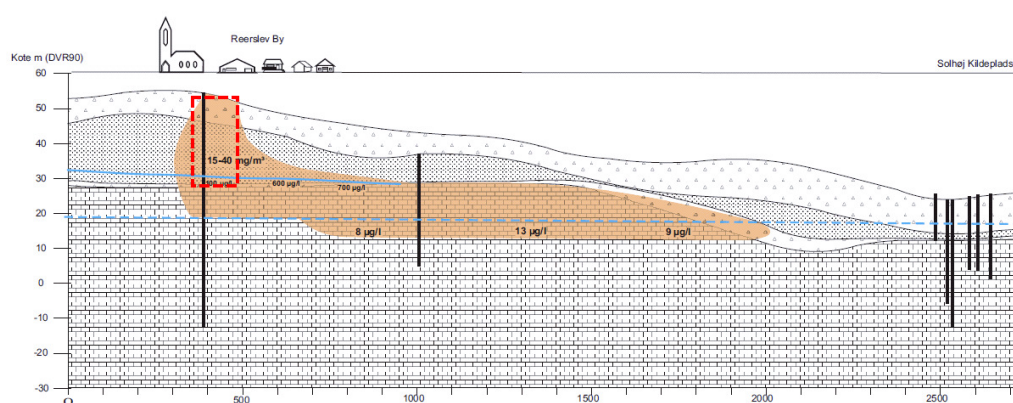 Reerslev By
Kote m (DVR90)
Solhøj Kildeplads
60
50
40
30
20
10
0
-10
-20
-30
15-40 mg/m³
600 µg/l
700 µg/l
8 µg/l
13 µg/l
9 µg/l
0
500
1000
1500
2000
2500